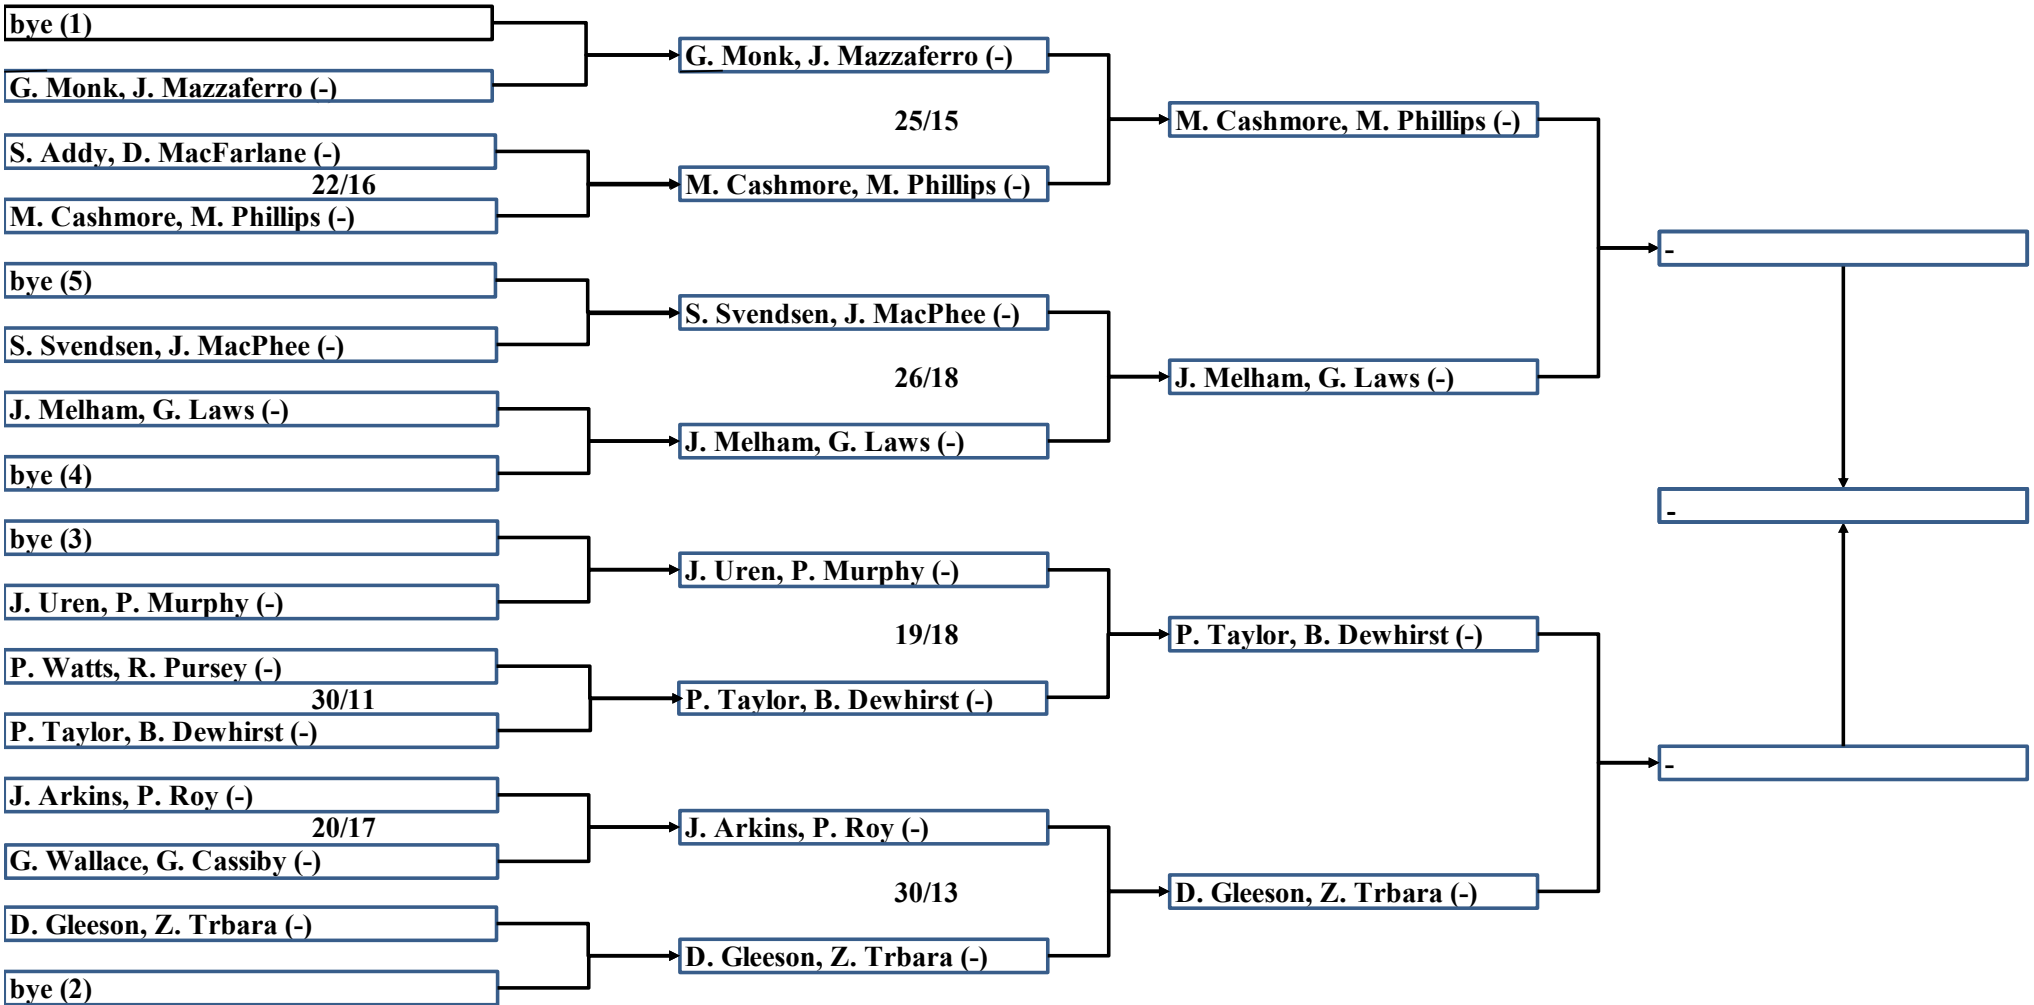 bye (1)
G. Monk, J. Mazzaferro (-)
S. Addy, D. MacFarlane (-)
22/16
M. Cashmore, M. Phillips (-)
bye (5)
S. Svendsen, J. MacPhee (-)
J. Melham, G. Laws (-)
bye (4)
bye (3)
J. Uren, P. Murphy (-)
P. Watts, R. Pursey (-)
30/11
P. Taylor, B. Dewhirst (-)
J. Arkins, P. Roy (-)
20/17
G. Wallace, G. Cassiby (-)
D. Gleeson, Z. Trbara (-)
bye (2)
G. Monk, J. Mazzaferro (-)
25/15
M. Cashmore, M. Phillips (-)
S. Svendsen, J. MacPhee (-)
26/18
J. Melham, G. Laws (-)
J. Uren, P. Murphy (-)
19/18
P. Taylor, B. Dewhirst (-)
J. Arkins, P. Roy (-)
30/13
D. Gleeson, Z. Trbara (-)
M. Cashmore, M. Phillips (-)
J. Melham, G. Laws (-)
P. Taylor, B. Dewhirst (-)
D. Gleeson, Z. Trbara (-)
-
-
-